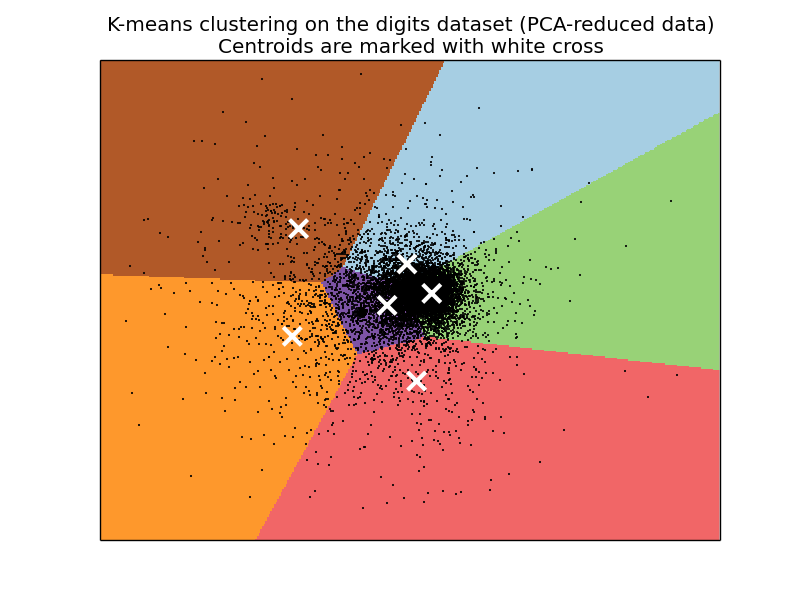 K-means clustering on the digits dataset (PCA-reduced data)
Centroids are marked with white cross